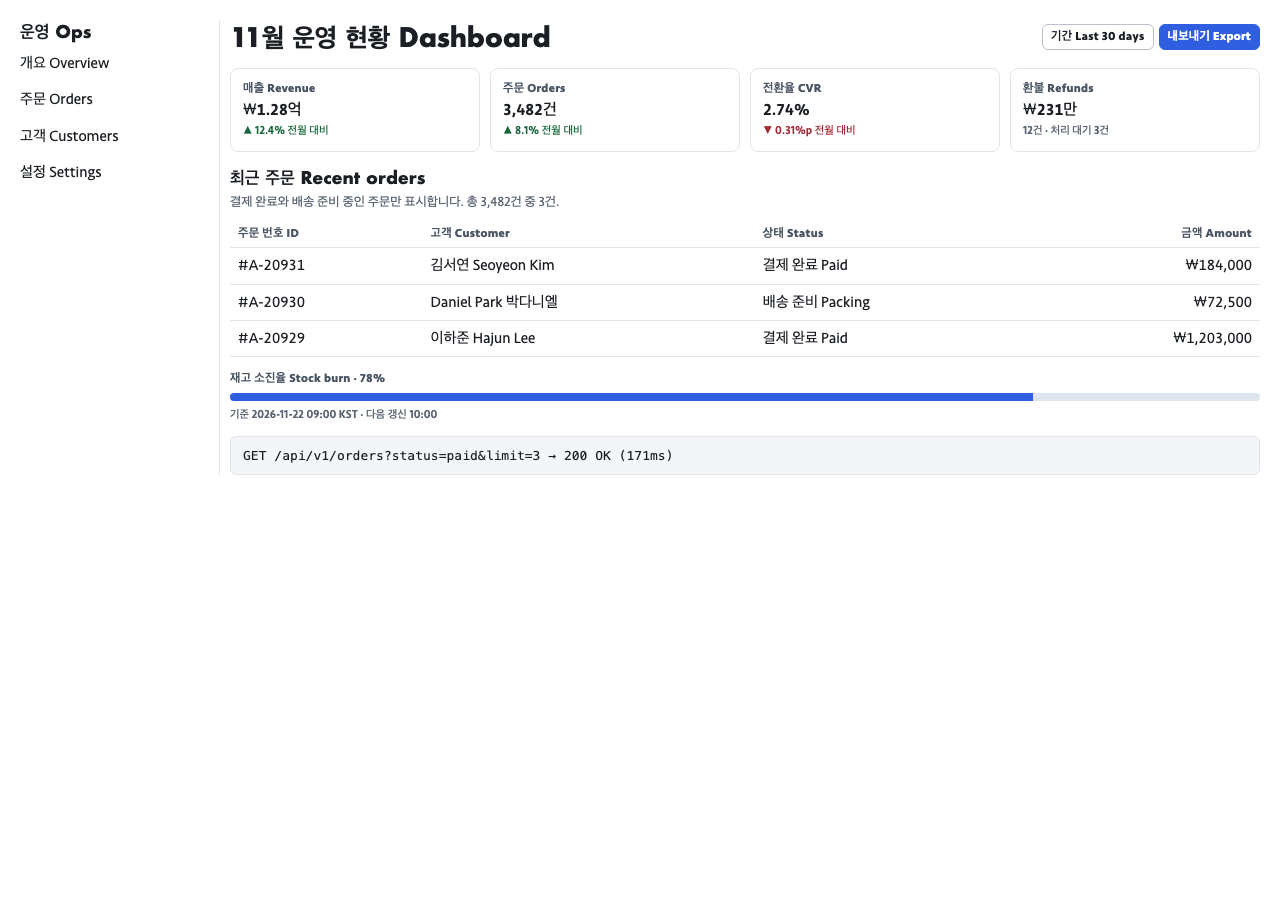 운영 Ops
개요 Overview
주문 Orders
고객 Customers
설정 Settings
11월 운영 현황 Dashboard
기간 Last 30 days
내보내기 Export
매출 Revenue
₩1.28억
▲ 12.4% 전월 대비
주문 Orders
3,482건
▲ 8.1% 전월 대비
전환율 CVR
2.74%
▼ 0.31%p 전월 대비
환불 Refunds
₩231만
12건 · 처리 대기 3건
최근 주문 Recent orders
결제 완료와 배송 준비 중인 주문만 표시합니다. 총 3,482건 중 3건.
주문 번호 ID 고객 Customer 상태 Status 금액 Amount
#A-20931 김서연 Seoyeon Kim 결제 완료 Paid ₩184,000
#A-20930 Daniel Park 박다니엘 배송 준비 Packing ₩72,500
#A-20929 이하준 Hajun Lee 결제 완료 Paid ₩1,203,000
재고 소진율 Stock burn · 78%
기준 2026-11-22 09:00 KST · 다음 갱신 10:00
GET /api/v1/orders?status=paid&limit=3 → 200 OK (171ms)